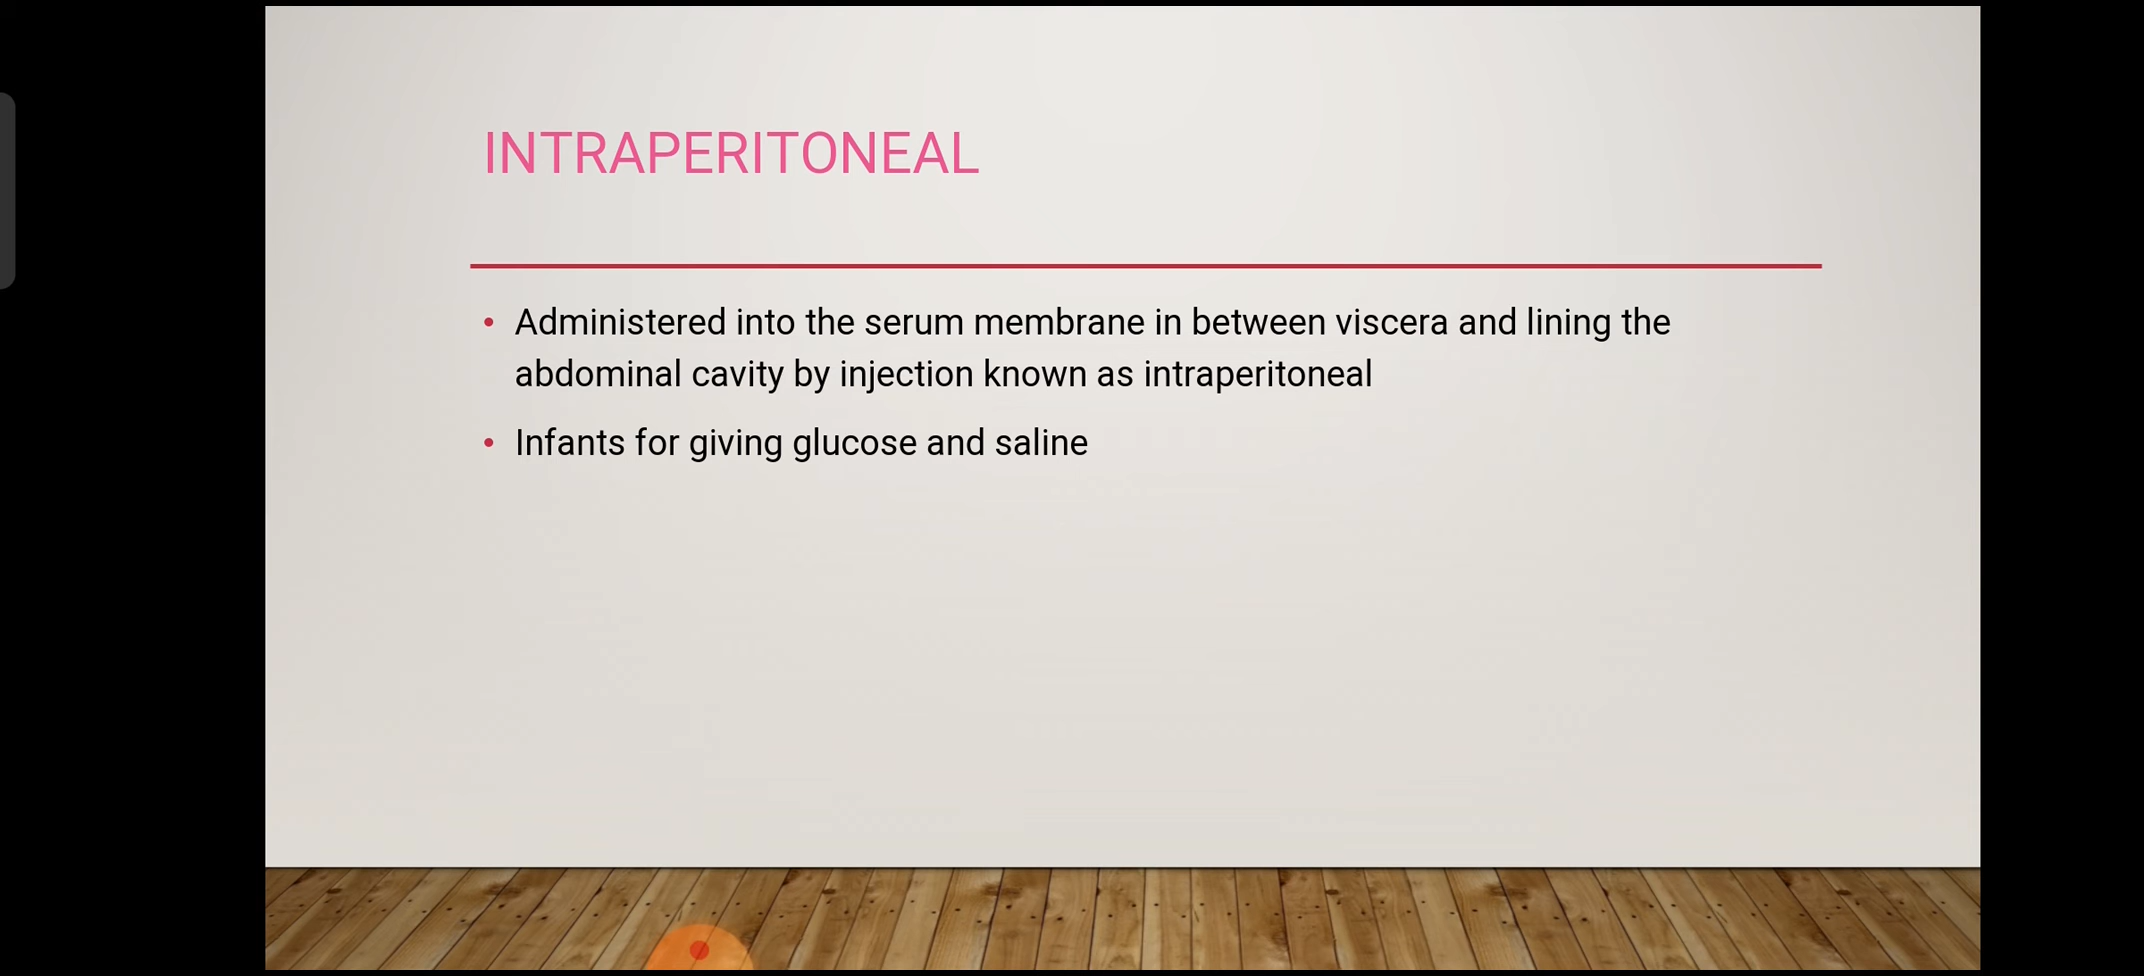 INTRAPERITONEAL
• Administered into the serum membrane in between viscera and lining the
abdominal cavity by injection known as intraperitoneal
• Infants for giving glucose and saline